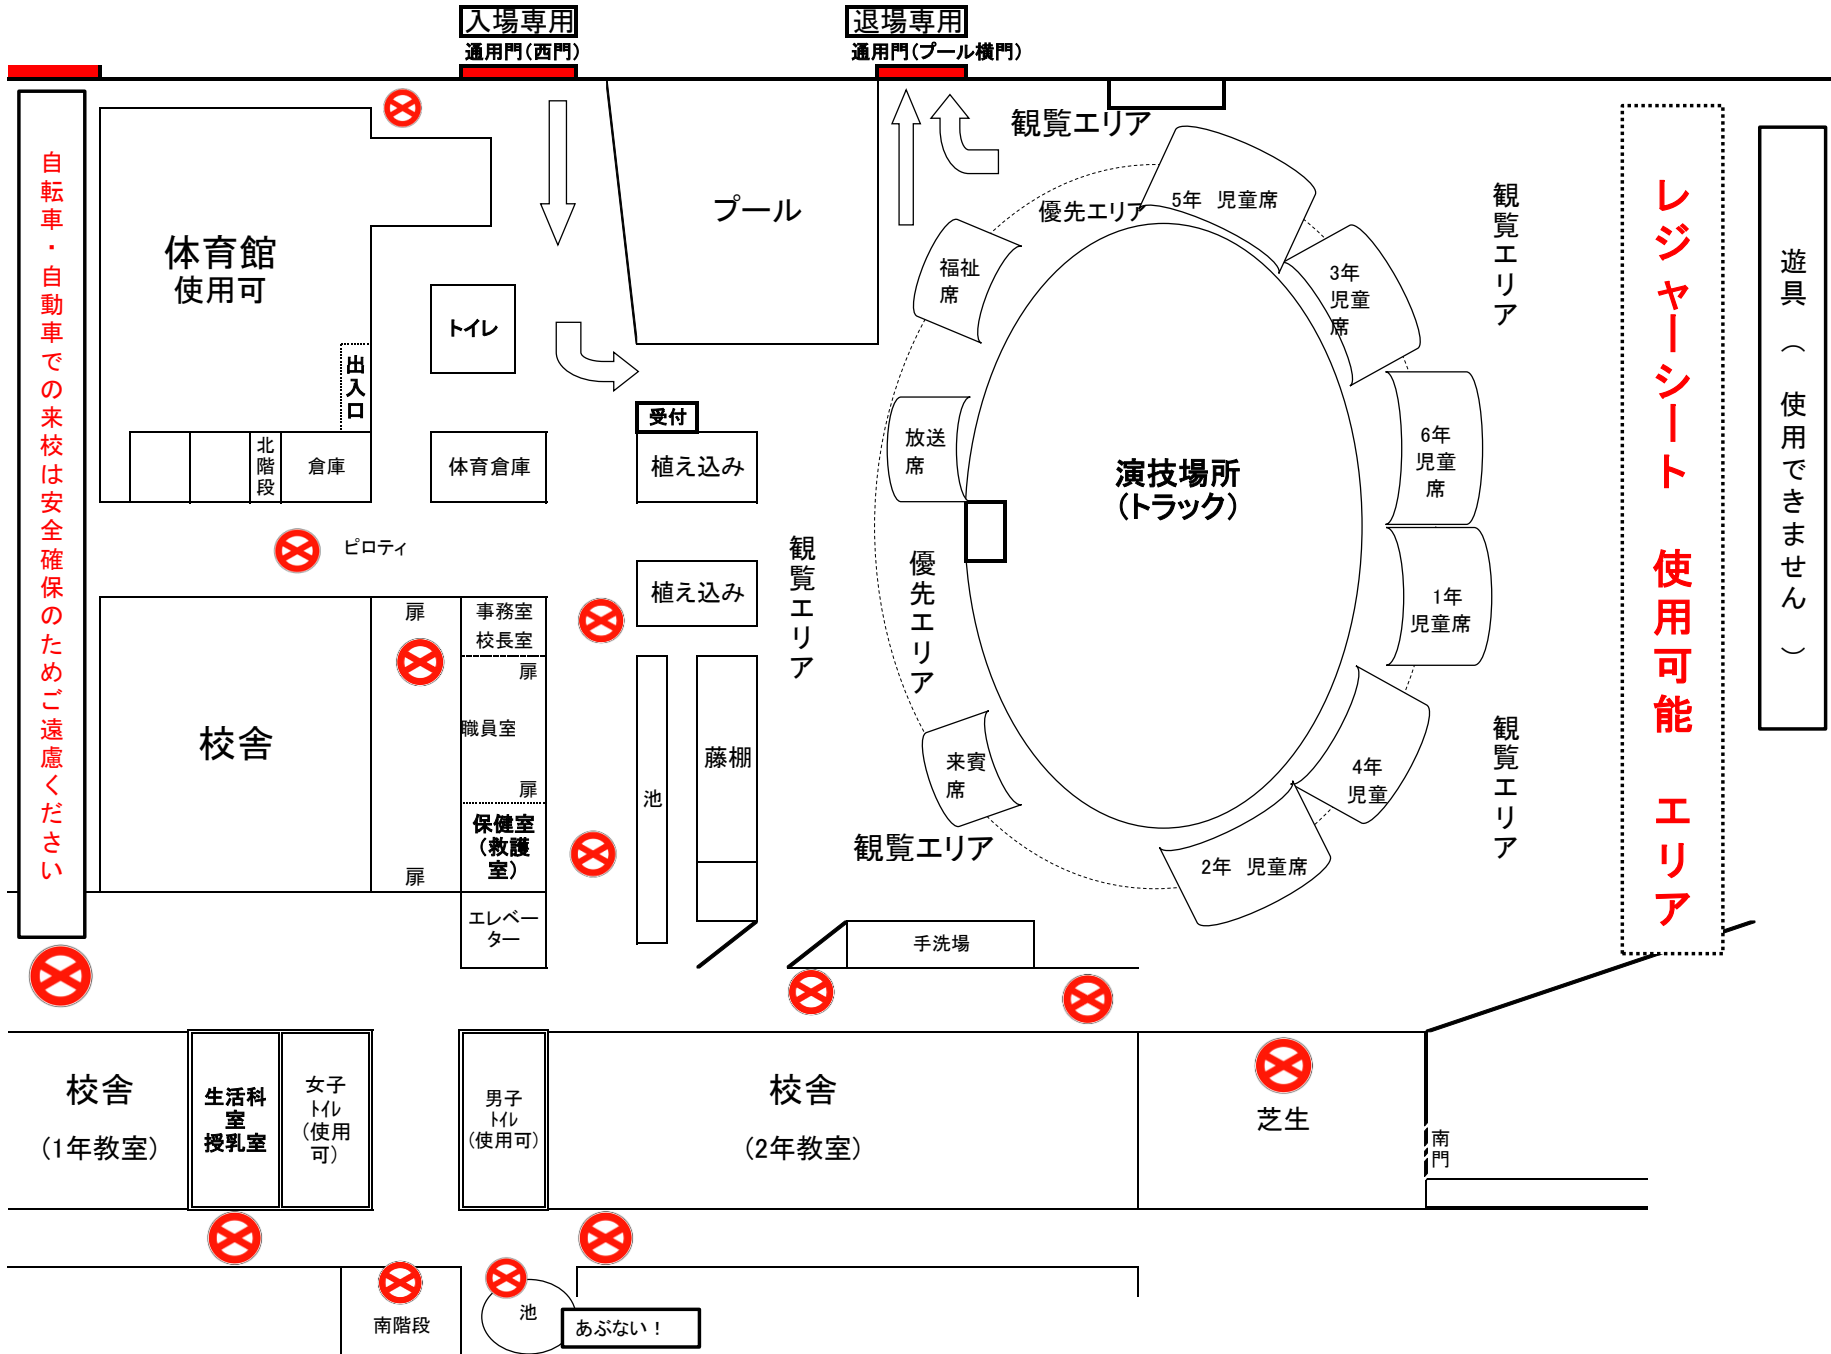 入場専用
通用門（西門）
退場専用
通用門（プール横門）
自転車・自動車での来校は安全確保のためご遠慮ください
体育館
使用可
出入口
北階段
倉庫
トイレ
体育倉庫
プール
受付
植え込み
植え込み
観覧エリア
優先エリア
5年 児童席
3年
児童
席
6年
児童
席
1年
児童席
4年
児童
2年 児童席
福祉
席
放送
席
来賓
席
演技場所
（トラック）
優先エリア
観覧エリア
観覧エリア
観覧エリア
観覧エリア
レジャーシート 使用可能 エリア
遊具（ 使用できません ）
ピロティ
校舎
扉
扉
事務室
校長室
扉
職員室
扉
保健室
（救護
室）
エレベー
ター
池
藤棚
手洗場
校舎
（1年教室）
生活科
室
授乳室
女子
トイレ
（使用
可）
男子
トイレ
（使用可）
校舎
（2年教室）
芝生
南門
南階段
池
あぶない！